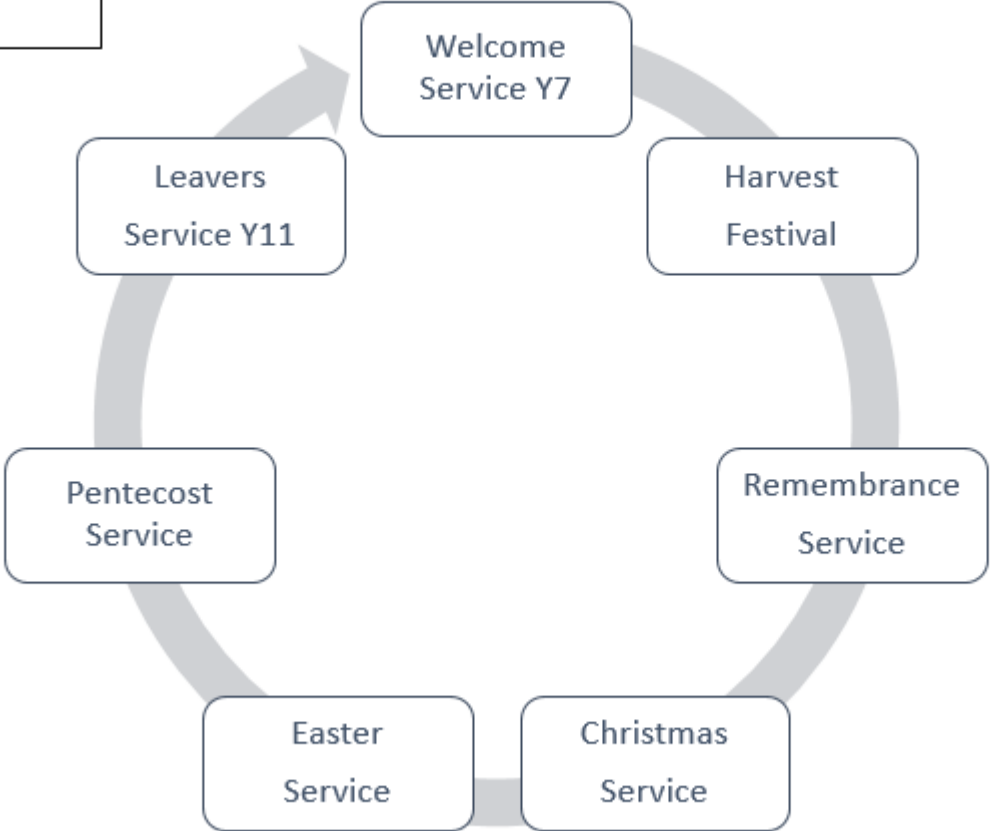 Welcome
Service Y7
Harvest
Festival
Remembrance
Service
Christmas
Service
Easter
Service
Pentecost
Service
Leavers
Service Y11